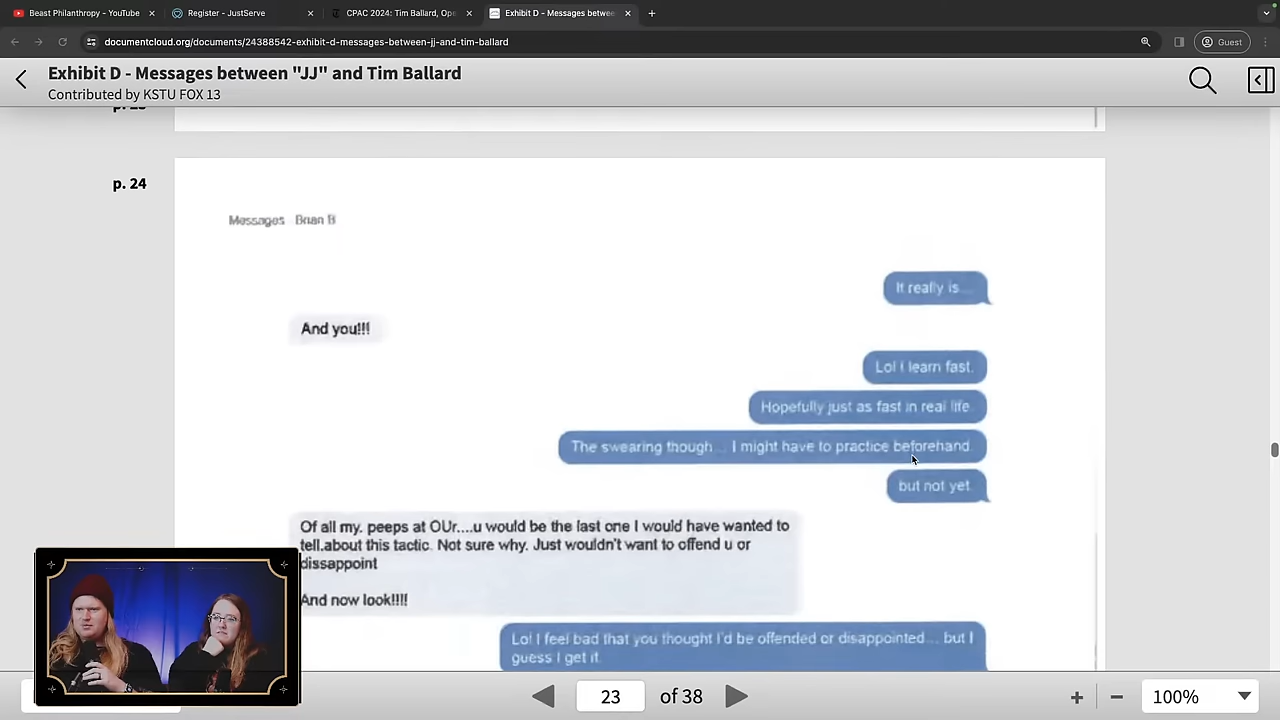 Beast Philanthropy - YouTube
Register - JustServe
CPAC 2024: Tim Ballard, Ope
Exhibit D - Messages betwee
documentcloud.org/documents/24388542-exhibit-d-messages-between-jj-and-tim-ballard
Guest
Exhibit D - Messages between "JJ" and Tim Ballard
Contributed by KSTU FOX 13
p. 23
p. 24
Messages Brian B
It really is...
And you!!!
Lol I learn fast.
Hopefully just as fast in real life.
The swearing though... I might have to practice beforehand.
but not yet.
Of all my. peeps at OUr....u would be the last one I would have wanted to
tell.about this tactic. Not sure why. Just wouldn't want to offend u or
dissappoint
And now look!!!!
Lol I feel bad that you thought I'd be offended or disappointed... but I
guess I get it.
23 of 38
100%